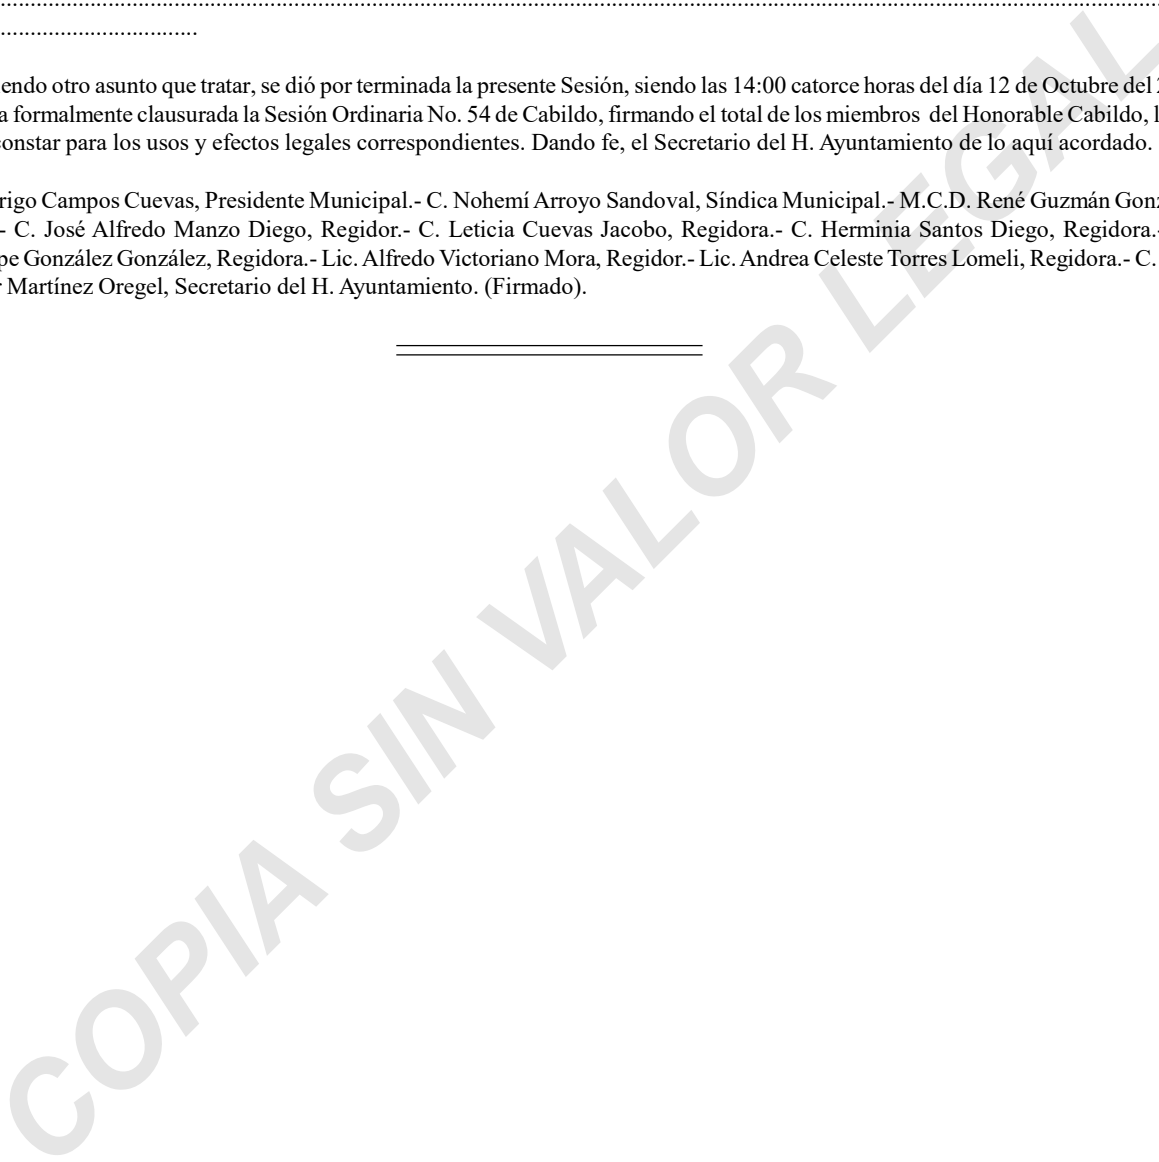 ........................................................................................................................................................................................................
.................................
endo otro asunto que tratar, se dió por terminada la presente Sesión, siendo las 14:00 catorce horas del día 12 de Octubre del
a formalmente clausurada la Sesión Ordinaria No. 54 de Cabildo, firmando el total de los miembros del Honorable Cabildo, l
constar para los usos y efectos legales correspondientes. Dando fe, el Secretario del H. Ayuntamiento de lo aquí acordado.
rigo Campos Cuevas, Presidente Municipal.- C. Nohemí Arroyo Sandoval, Síndica Municipal.- M.C.D. René Guzmán Gonz
- C. José Alfredo Manzo Diego, Regidor.- C. Leticia Cuevas Jacobo, Regidora.- C. Herminia Santos Diego, Regidora.-
pe González González, Regidora.- Lic. Alfredo Victoriano Mora, Regidor.- Lic. Andrea Celeste Torres Lomeli, Regidora.- C.
r Martínez Oregel, Secretario del H. Ayuntamiento. (Firmado).
COPIA SIN VALOR LEGAL